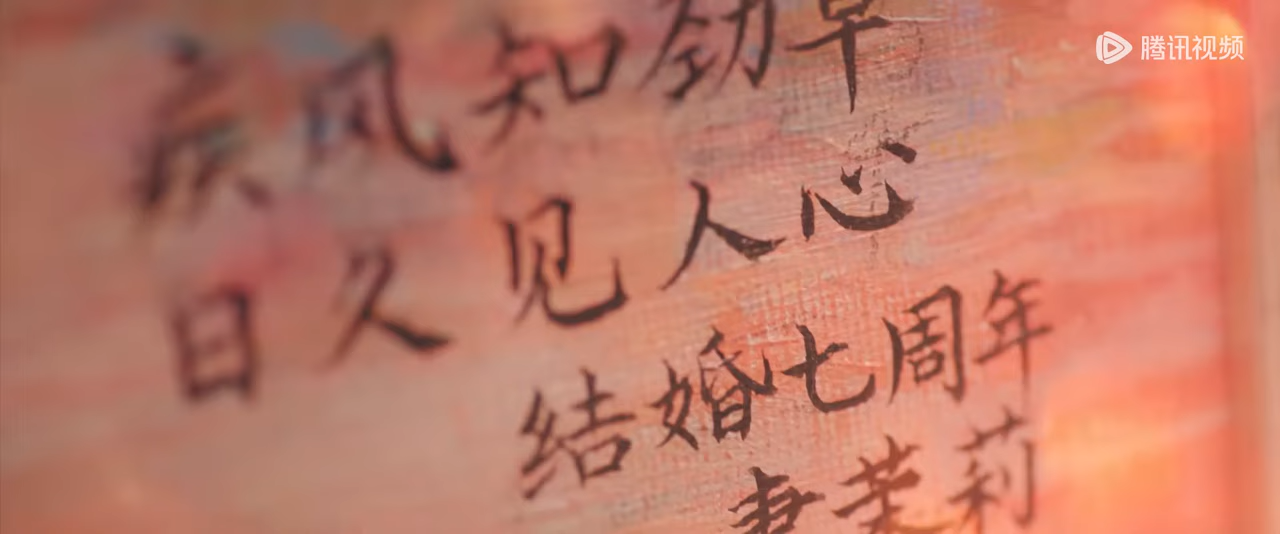 腾讯视频
疾风知劲草
日久见人心
结婚七周年
妻茉莉